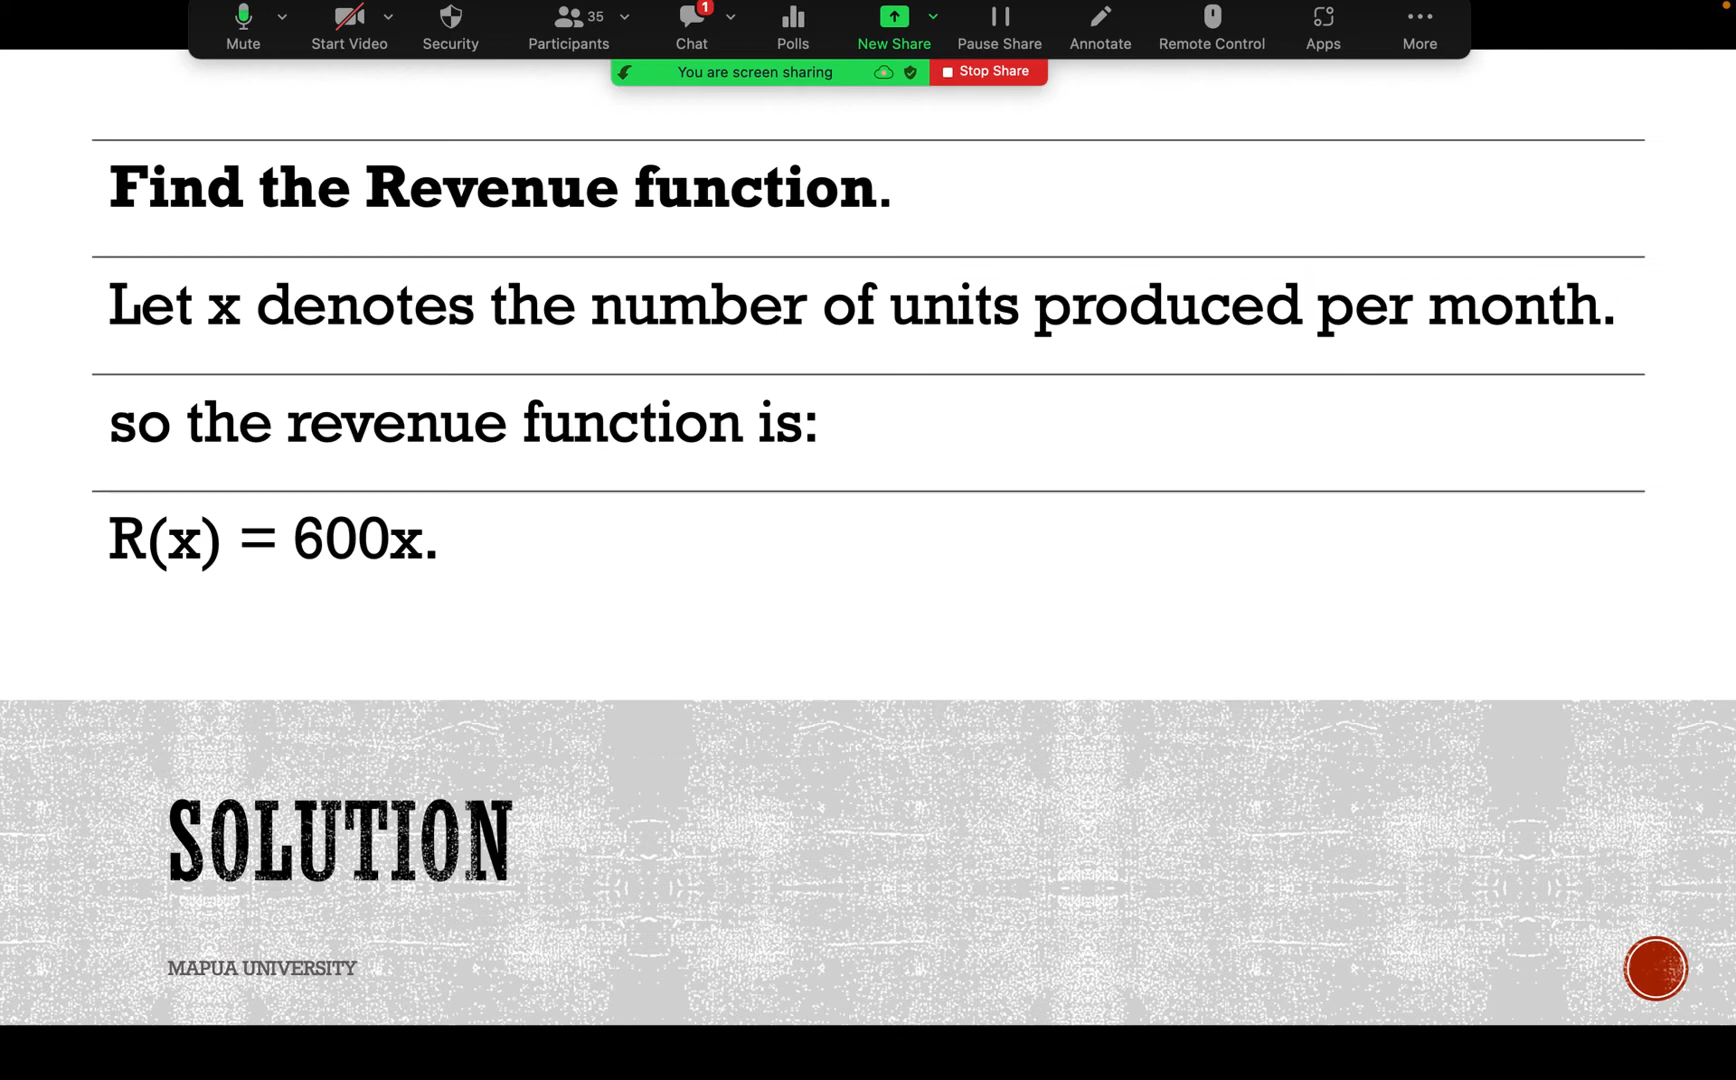 35
1
Mute
Start Video
Security
Participants
Chat
Polls
New Share
Pause Share
Annotate
Remote Control
Apps
More
You are screen sharing
Stop Share
Find the Revenue function.
Let x denotes the number of units produced per month.
so the revenue function is:
R(x) = 600x.
SOLUTION
MAPUA UNIVERSITY